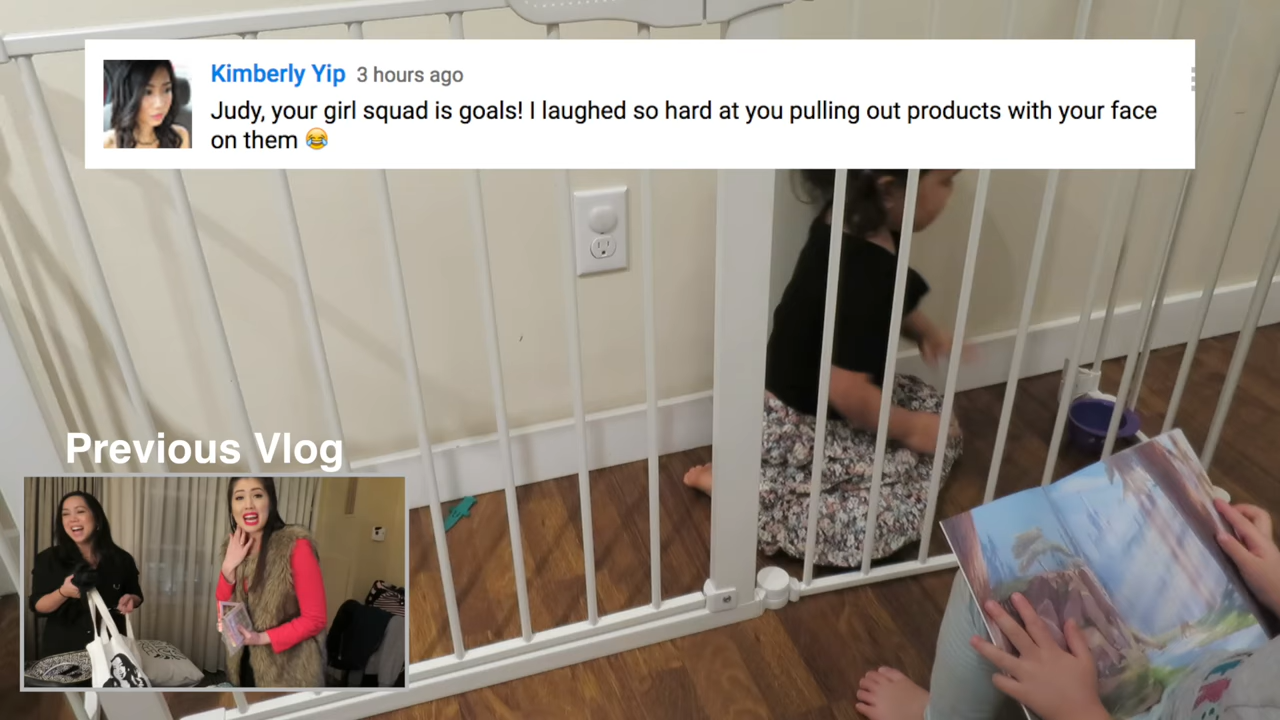 Kimberly Yip 3 hours ago
Judy, your girl squad is goals! I laughed so hard at you pulling out products with your face
on them 😂
Previous Vlog